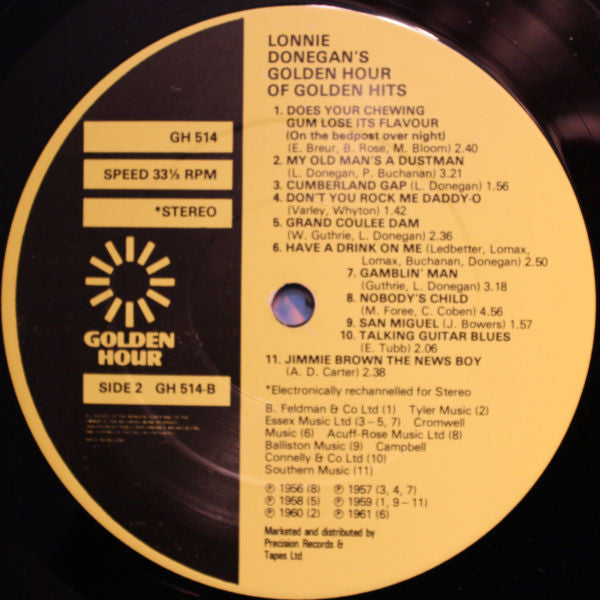 LONNIE
DONEGAN'S
GOLDEN HOUR
OF GOLDEN HITS
1. DOES YOUR CHEWING
GUM LOSE ITS FLAVOUR
(On the bedpost over night)
(E. Breur, B. Rose, M. Bloom) 2.40
2. MY OLD MAN'S A DUSTMAN
(L. Donegan, P. Buchanan) 3.21
3. CUMBERLAND GAP (L. Donegan) 1.56
4. DON'T YOU ROCK ME DADDY-O
(Varley, Whyton) 1.42
5. GRAND COULEE DAM
(W. Guthrie, L. Donegan) 2.36
6. HAVE A DRINK ON ME (Ledbetter, Lomax,
Lomax, Buchanan, Donegan) 2.50
7. GAMBLIN' MAN
(Guthrie, L. Donegan) 3.18
8. NOBODY'S CHILD
(M. Foree, C. Coben) 4.56
9. SAN MIGUEL (J. Bowers) 1.57
10. TALKING GUITAR BLUES
(E. Tubb) 2.06
11. JIMMIE BROWN THE NEWS BOY
(A. D. Carter) 2.38
*Electronically rechannelled for Stereo
B. Feldman & Co Ltd (1) Tyler Music (2)
Essex Music Ltd (3-5, 7) Cromwell
Music (6) Acuff-Rose Music Ltd (8)
Balliston Music (9) Campbell
Connelly & Co Ltd (10)
Southern Music (11)
℗ 1956 (8) ℗ 1957 (3, 4, 7)
℗ 1958 (5) ℗ 1959 (1, 9-11)
℗ 1960 (2) ℗ 1961 (6)
Marketed and distributed by
Precision Records &
Tapes Ltd
GH 514
SPEED 33⅓ RPM
*STEREO
GOLDEN
HOUR
SIDE 2 GH 514-B